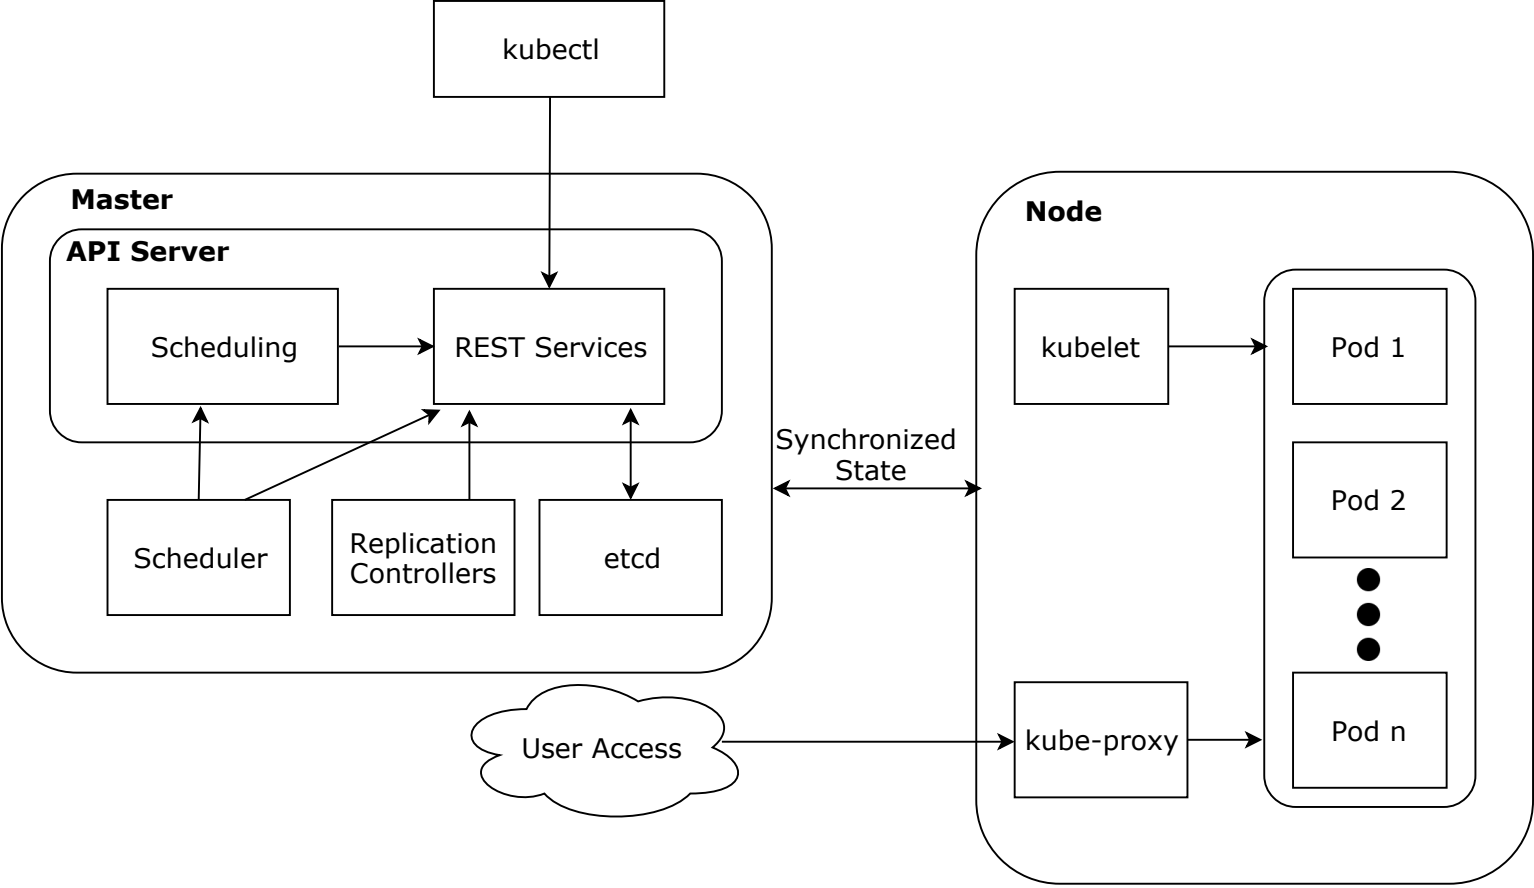 kubectl
Master
API Server
Scheduling
REST Services
Scheduler
Replication
Controllers
etcd
Synchronized
State
User Access
Node
kubelet
Pod 1
Pod 2
kube-proxy
Pod n